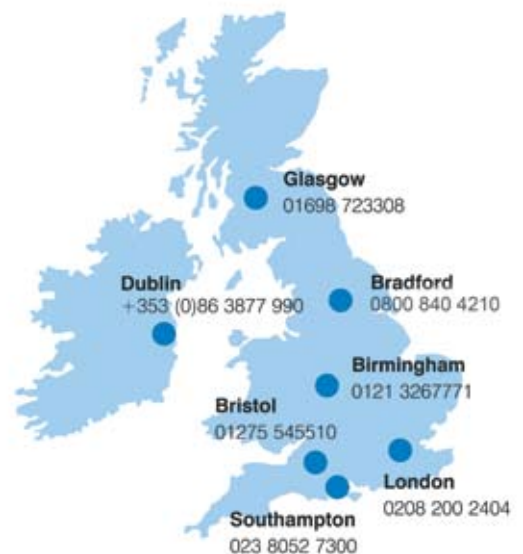 Glasgow
01698 723308
Dublin
+353 (0)86 3877 990
Bradford
0800 840 4210
Birmingham
0121 3267771
Bristol
01275 545510
London
0208 200 2404
Southampton
023 8052 7300